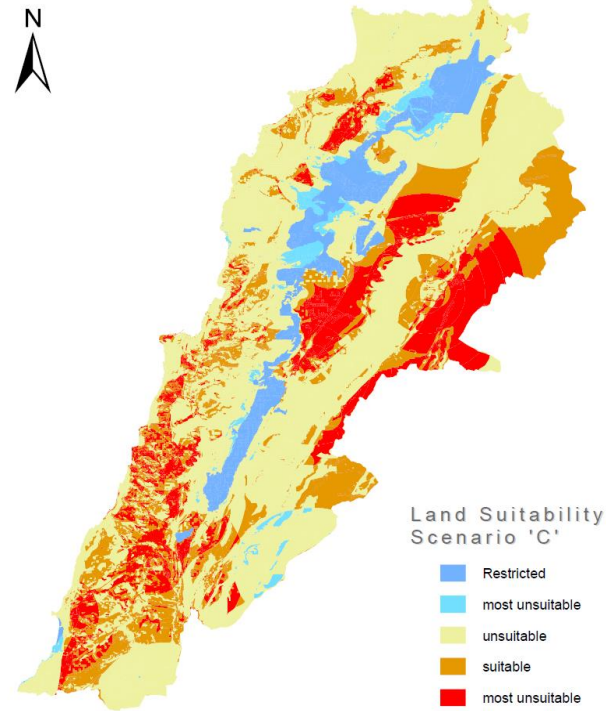 N
Land Suitability
Scenario 'C'
Restricted
most unsuitable
unsuitable
suitable
most unsuitable